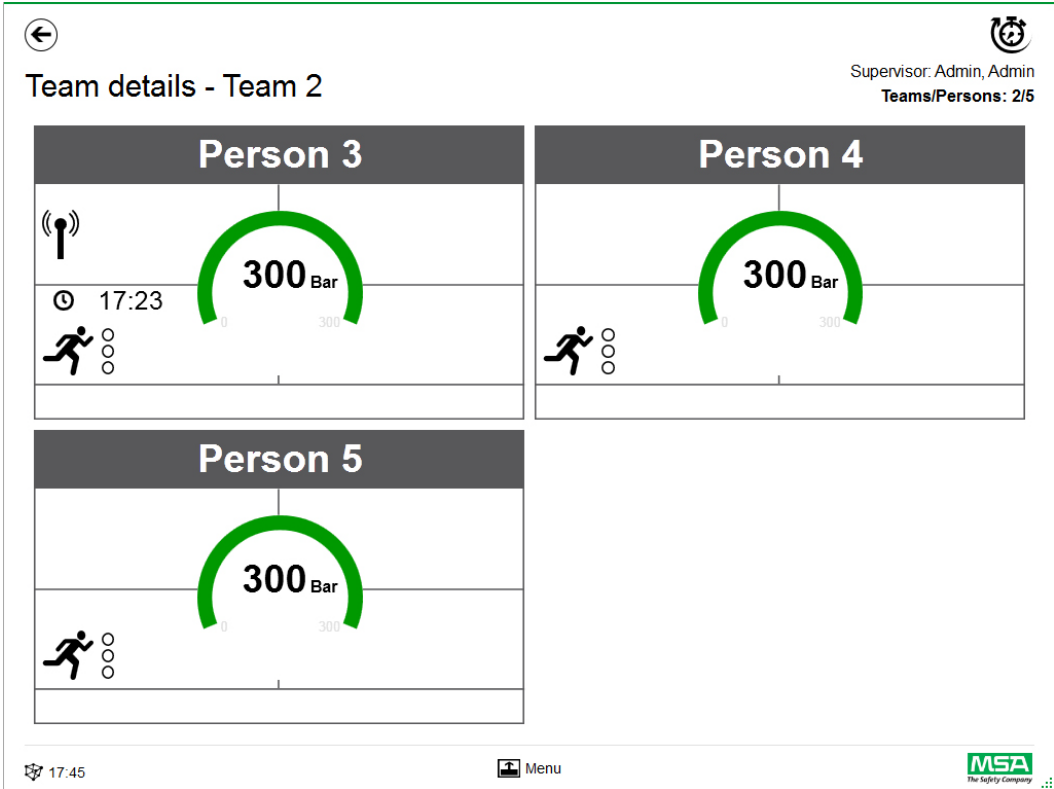 Supervisor: Admin, Admin
Team details - Team 2
Teams/Persons: 2/5
Person 3
Person 4
300 Bar
300 Bar
17:23
0 300
0 300
Person 5
300 Bar
0 300
17:45
Menu
MSA
The Safety Company